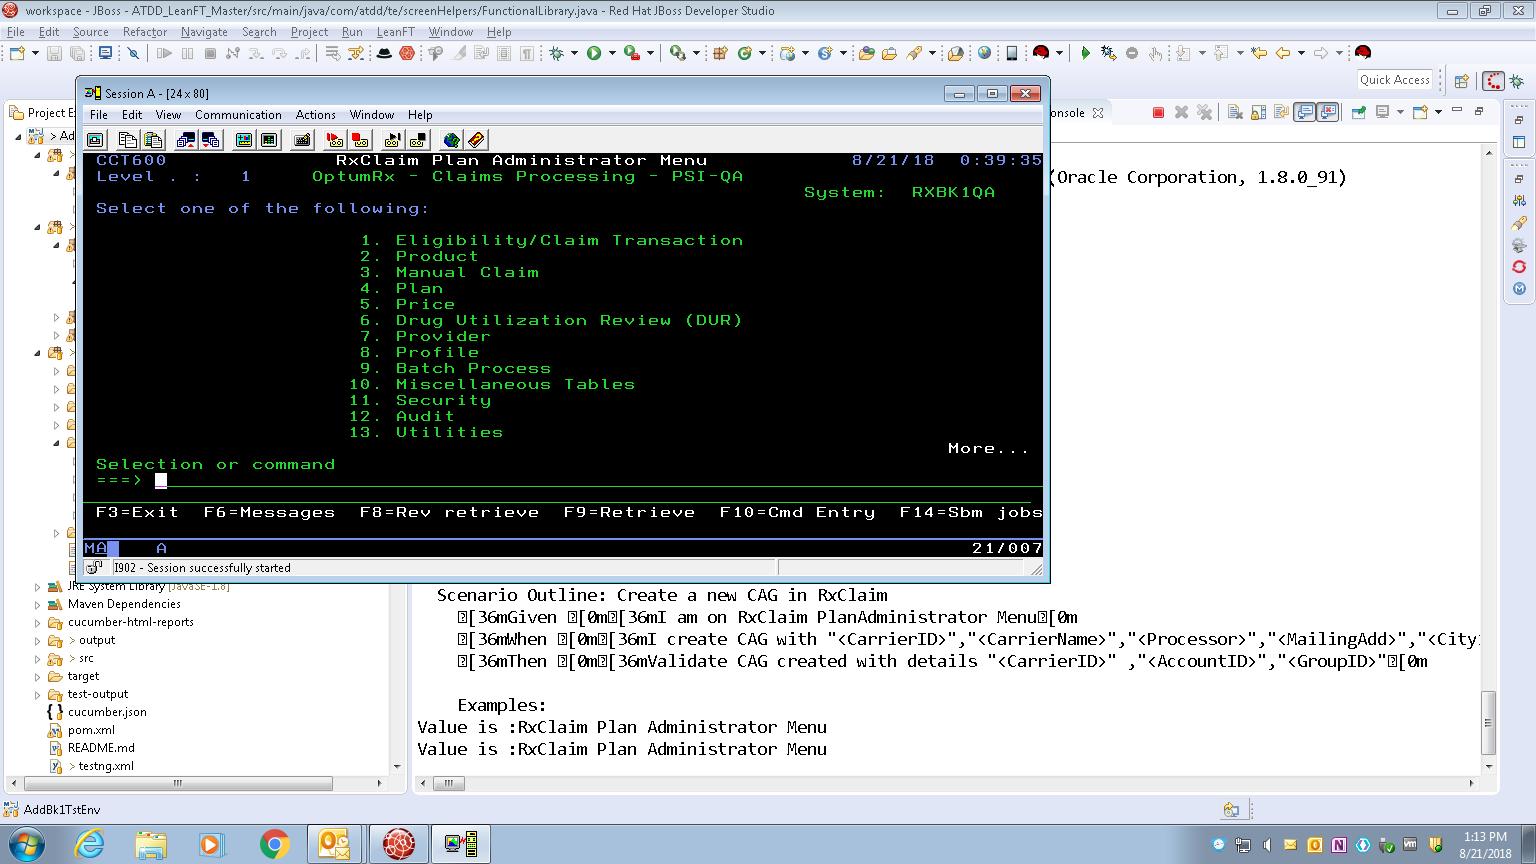 workspace - JBoss - ATDD_LeanFT_Master/src/main/java/com/atdd/te/screenHelpers/FunctionalLibrary.java - Red Hat JBoss Developer Studio
File Edit Source Refactor Navigate Search Project Run LeanFT Window Help
Quick Access
Project E
onsole
> Ad
Session A - [24 x 80]
File Edit View Communication Actions Window Help
CCT600 RxClaim Plan Administrator Menu 8/21/18 0:39:35
Level . : 1 OptumRx - Claims Processing - PSI-QA
System: RXBK1QA
Select one of the following:
1. Eligibility/Claim Transaction
2. Product
3. Manual Claim
4. Plan
5. Price
6. Drug Utilization Review (DUR)
7. Provider
8. Profile
9. Batch Process
10. Miscellaneous Tables
11. Security
12. Audit
13. Utilities
More...
Selection or command
===>
F3=Exit F6=Messages F8=Rev retrieve F9=Retrieve F10=Cmd Entry F14=Sbm jobs
MA A 21/007
I902 - Session successfully started
(Oracle Corporation, 1.8.0_91)
JRE System Library [JavaSE-1.8]
Maven Dependencies
cucumber-html-reports
> output
> src
target
test-output
cucumber.json
pom.xml
README.md
> testng.xml
Scenario Outline: Create a new CAG in RxClaim
[36mGiven [0m[36mI am on RxClaim PlanAdministrator Menu[0m
[36mWhen [0m[36mI create CAG with "<CarrierID>","<CarrierName>","<Processor>","<MailingAdd>","<City
[36mThen [0m[36mValidate CAG created with details "<CarrierID>" ,"<AccountID>","<GroupID>"[0m
Examples:
Value is :RxClaim Plan Administrator Menu
Value is :RxClaim Plan Administrator Menu
AddBk1TstEnv
1:13 PM
8/21/2018